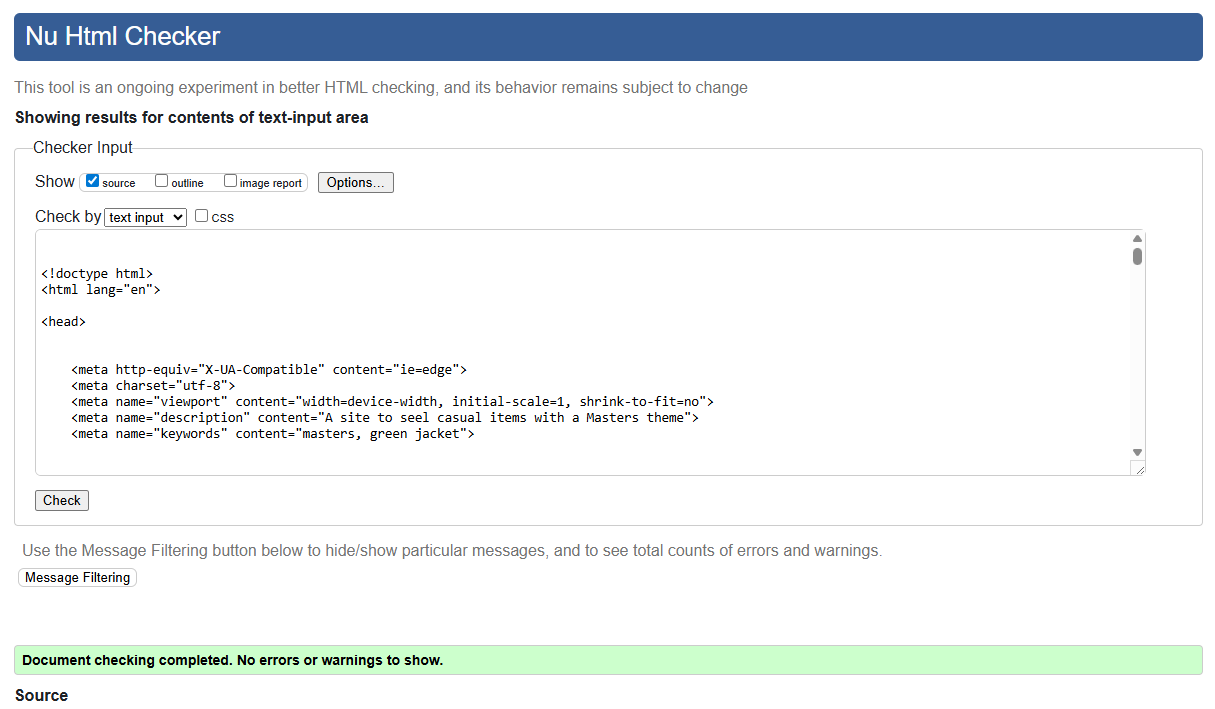 Nu Html Checker
This tool is an ongoing experiment in better HTML checking, and its behavior remains subject to change
Showing results for contents of text-input area
Checker Input
Show source outline image report Options...
Check by text input css
<!doctype html>
<html lang="en">
<head>
<meta http-equiv="X-UA-Compatible" content="ie=edge">
<meta charset="utf-8">
<meta name="viewport" content="width=device-width, initial-scale=1, shrink-to-fit=no">
<meta name="description" content="A site to seel casual items with a Masters theme">
<meta name="keywords" content="masters, green jacket">
Check
Use the Message Filtering button below to hide/show particular messages, and to see total counts of errors and warnings.
Message Filtering
Document checking completed. No errors or warnings to show.
Source